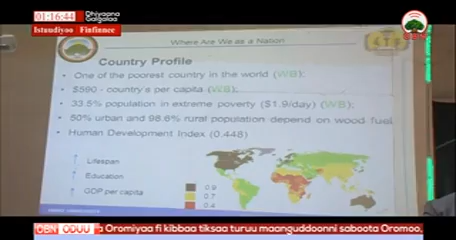 01:16:44
Dhiyaana
Galgalaa
Istuudiyoo Finfinnee
OBN
Where Are We as a Nation
Country Profile
One of the poorest country in the world (WB);
$590 - country's per capita (WB);
33.5% population in extreme poverty ($1.9/day) (WB);
50% urban and 98.6% rural population depend on wood fuel
Human Development Index (0.448)
Lifespan
Education
GDP per capita
0.9
0.7
0.4
OBN ODUU a Oromiyaa fi kibbaa tiksaa turuu maanguddoonni saboota Oromoo,